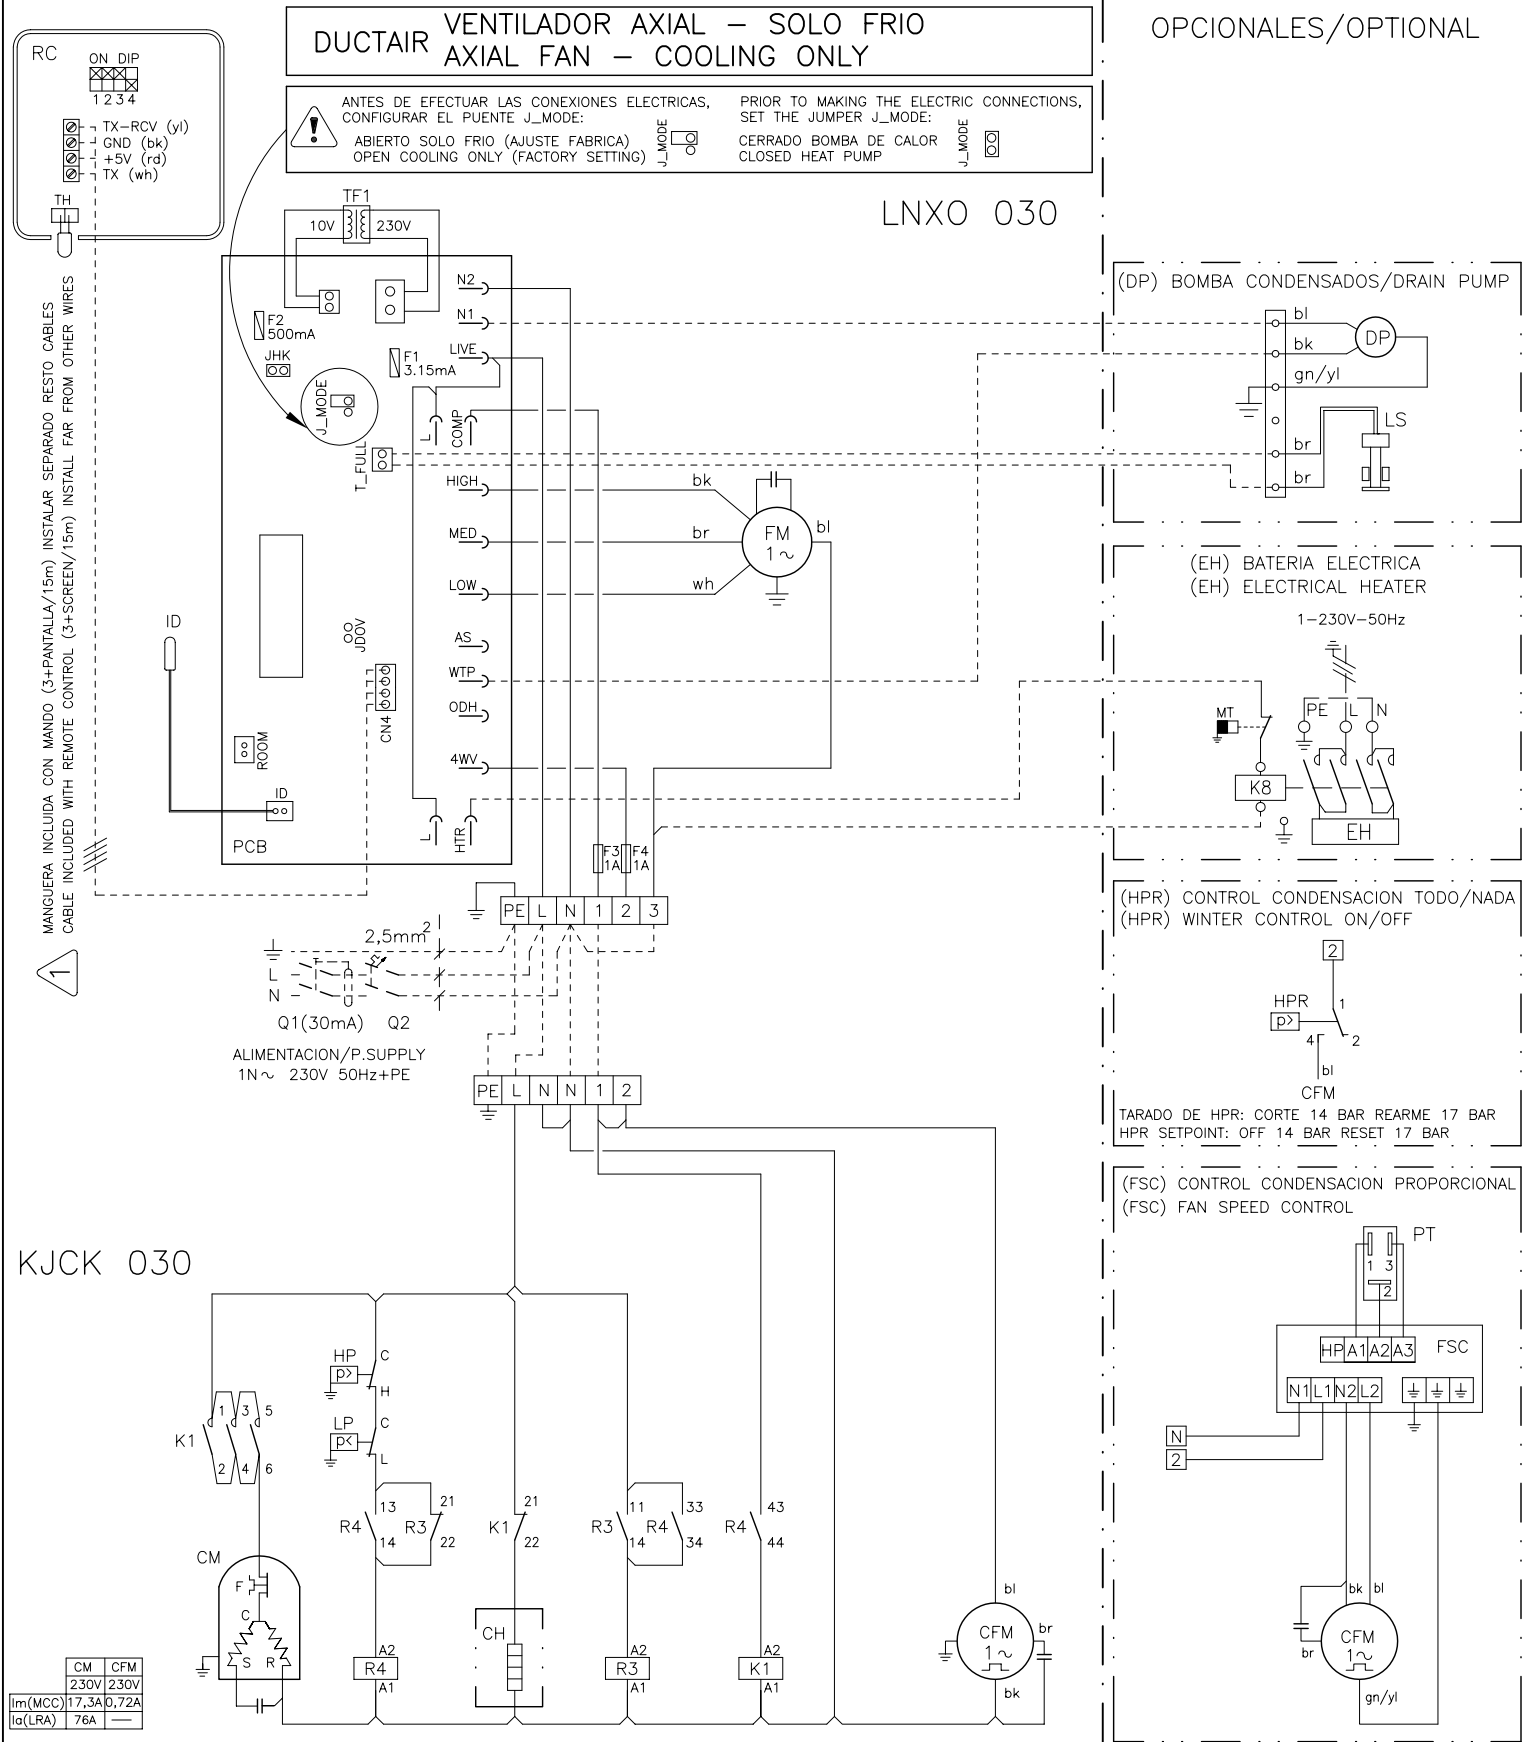 DUCTAIR
VENTILADOR AXIAL – SOLO FRIO
AXIAL FAN – COOLING ONLY
OPCIONALES/OPTIONAL
RC
ON DIP
1 2 3 4
TX–RCV (yl)
GND (bk)
+5V (rd)
TX (wh)
TH
ANTES DE EFECTUAR LAS CONEXIONES ELECTRICAS,
CONFIGURAR EL PUENTE J_MODE:
ABIERTO SOLO FRIO (AJUSTE FABRICA)
OPEN COOLING ONLY (FACTORY SETTING)
J_MODE
PRIOR TO MAKING THE ELECTRIC CONNECTIONS,
SET THE JUMPER J_MODE:
CERRADO BOMBA DE CALOR
CLOSED HEAT PUMP
J_MODE
LNXO 030
TF1
10V
230V
MANGUERA INCLUIDA CON MANDO (3+PANTALLA/15m) INSTALAR SEPARADO RESTO CABLES
CABLE INCLUDED WITH REMOTE CONTROL (3+SCREEN/15m) INSTALL FAR FROM OTHER WIRES
1
F2
500mA
JHK
J_MODE
F1
3.15mA
T_FULL
N2
N1
LIVE
L
COMP
HIGH
MED
LOW
AS
WTP
ODH
4WV
L
HTR
JDOV
CN4
ROOM
ID
ID
PCB
bk
br
wh
FM
1~
bl
F3
1A
F4
1A
PE L N 1 2 3
2,5mm²
L
N
Q1(30mA)
Q2
ALIMENTACION/P.SUPPLY
1N~ 230V 50Hz+PE
PE L N N 1 2
KJCK 030
K1
1 3 5
2 4 6
HP
P>
C
H
LP
P<
C
L
R4
13
14
R3
21
22
K1
21
22
R3
11
14
R4
33
34
R4
43
44
CM
F
C
S R
A2
R4
A1
CH
A2
R3
A1
A2
K1
A1
bl
CFM
1~
br
bk
CM CFM
230V 230V
Im(MCC) 17,3A 0,72A
Ia(LRA) 76A —
(DP) BOMBA CONDENSADOS/DRAIN PUMP
bl
bk
gn/yl
DP
br
br
LS
(EH) BATERIA ELECTRICA
(EH) ELECTRICAL HEATER
1–230V–50Hz
PE L N
MT
K8
EH
(HPR) CONTROL CONDENSACION TODO/NADA
(HPR) WINTER CONTROL ON/OFF
2
HPR
P>
1
4
2
bl
CFM
TARADO DE HPR: CORTE 14 BAR REARME 17 BAR
HPR SETPOINT: OFF 14 BAR RESET 17 BAR
(FSC) CONTROL CONDENSACION PROPORCIONAL
(FSC) FAN SPEED CONTROL
PT
1 3
2
HP A1 A2 A3
FSC
N1 L1 N2 L2
N
2
bk
bl
CFM
1~
br
gn/yl